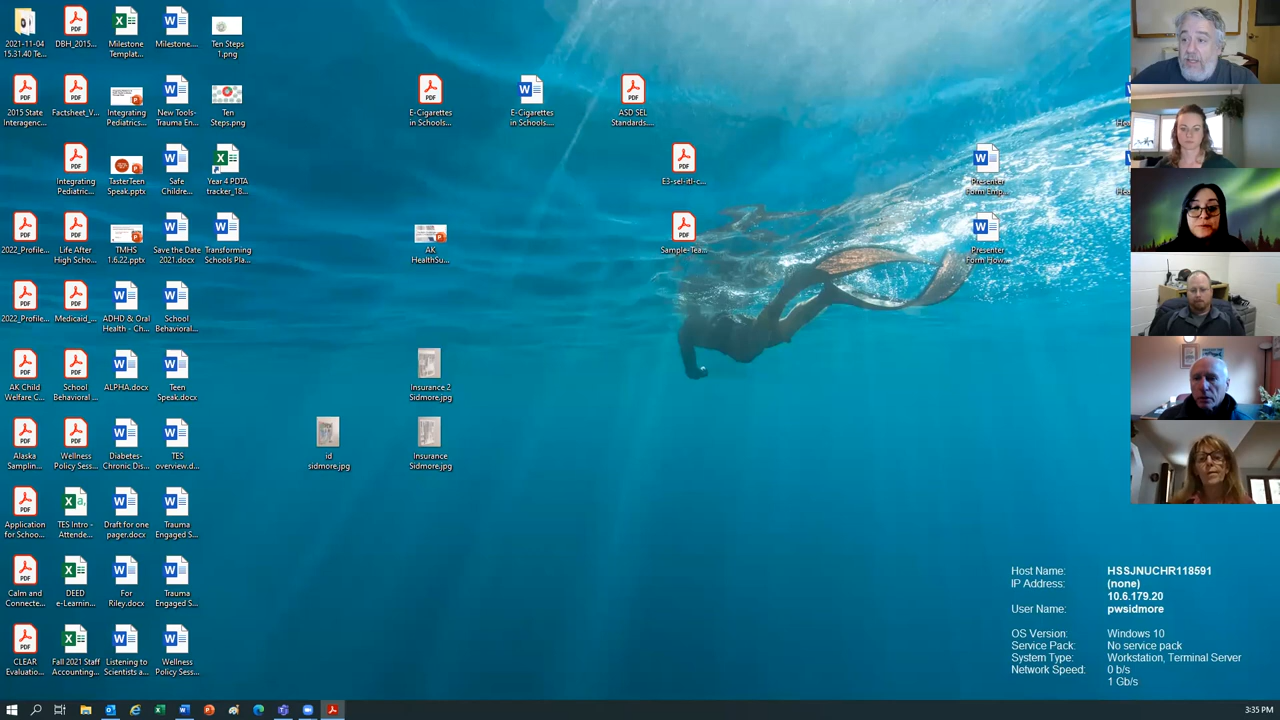 2021-11-04
15.31.40 Te...
DBH_2015...
Milestone
Templat...
Milestone....
Ten Steps
1.png
2015 State
Interagenc...
Factsheet_V...
Integrating
Pediatrics...
New Tools-
Trauma En...
Ten
Steps.png
E-Cigarettes
in Schools...
E-Cigarettes
in Schools....
ASD SEL
Standards....
Integrating
Pediatric...
TasterTeen
Speak.pptx
Safe
Childre...
Year 4 PDTA
tracker_18...
E3-sel-itl-c...
Presenter
Form Emp...
2022_Profile...
Life After
High Scho...
TMHS
1.6.22.pptx
Save the Date
2021.docx
Transforming
Schools Pla...
AK
HealthSu...
Sample-Tea...
Presenter
Form How...
2022_Profile...
Medicaid_...
ADHD & Oral
Health - Ch...
School
Behavioral...
AK Child
Welfare C...
School
Behavioral ...
ALPHA.docx
Teen
Speak.docx
Insurance 2
Sidmore.jpg
Alaska
Samplin...
Wellness
Policy Sess...
Diabetes-
Chronic Dis...
TES
overview.d...
id
sidmore.jpg
Insurance
Sidmore.jpg
Application
for Schoo...
TES Intro -
Attende...
Draft for one
pager.docx
Trauma
Engaged S...
Calm and
Connecte...
DEED
e-Learnin...
For
Riley.docx
Trauma
Engaged S...
CLEAR
Evaluatio...
Fall 2021 Staff
Accounting...
Listening to
Scientists a...
Wellness
Policy Sess...
Host Name: HSSJNUCHR118591
IP Address: (none)
10.6.179.20
User Name: pwsidmore
OS Version: Windows 10
Service Pack: No service pack
System Type: Workstation, Terminal Server
Network Speed: 0 b/s
1 Gb/s
3:35 PM